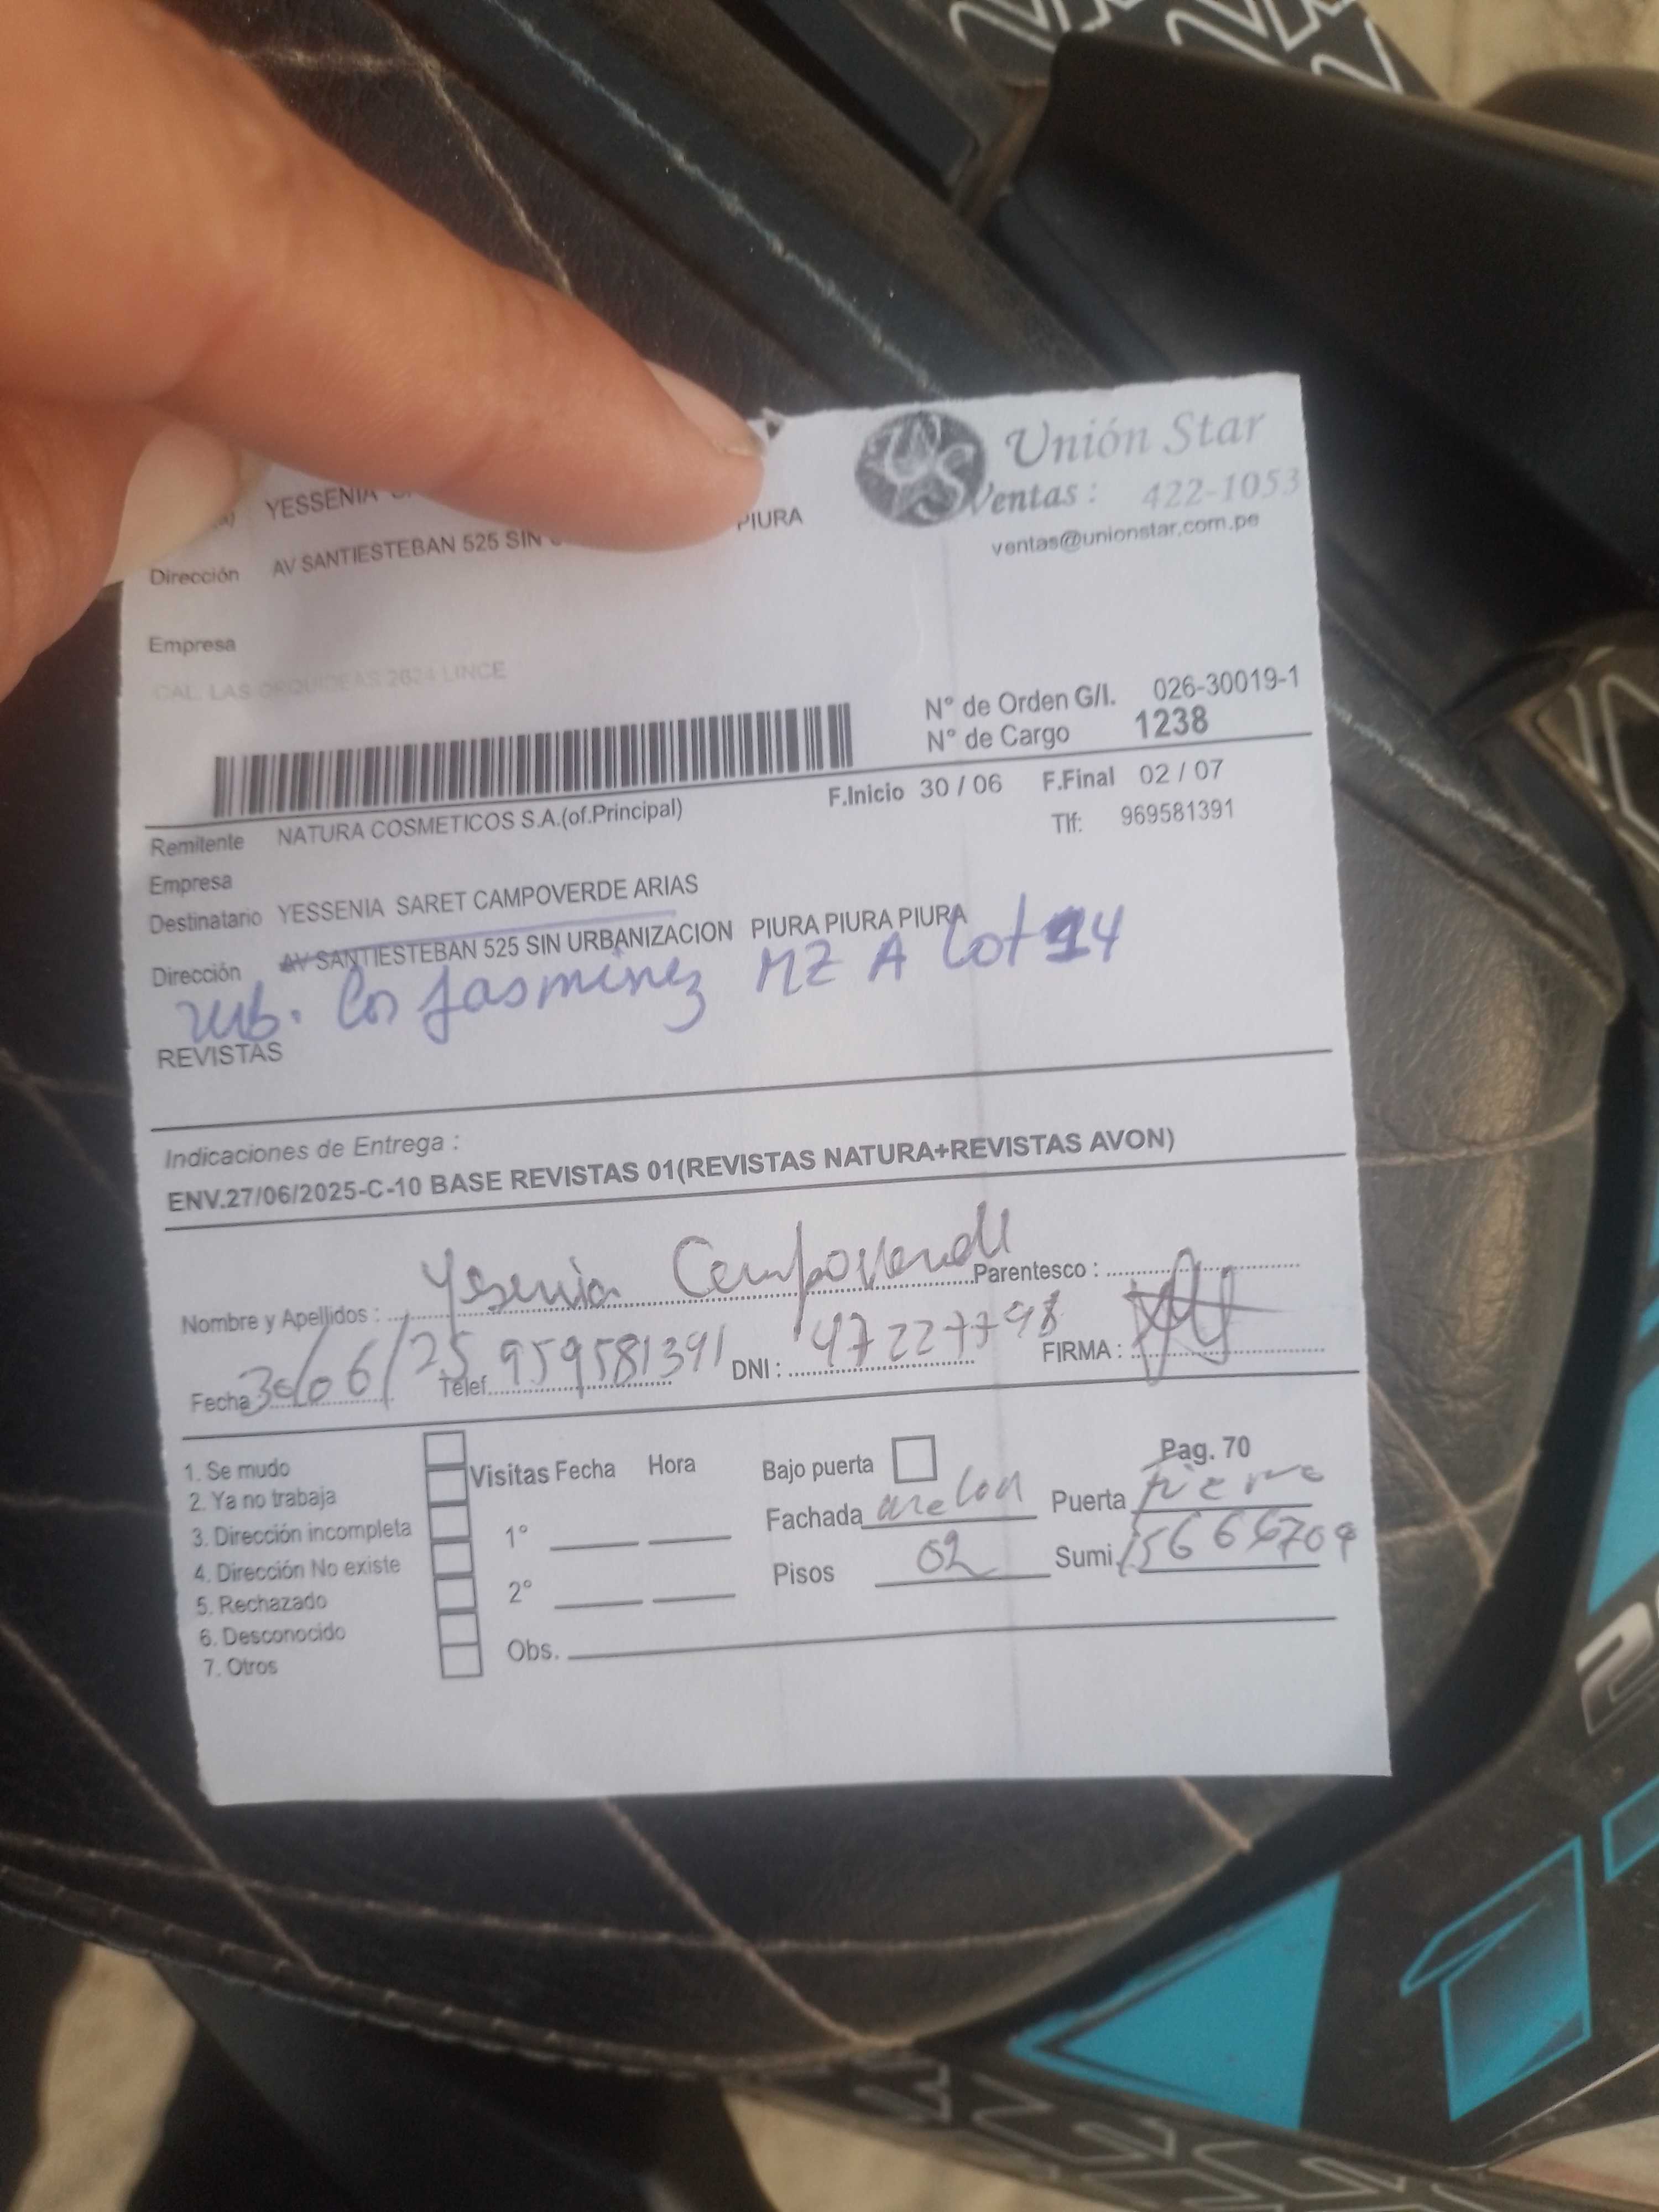 Unión Star
Ventas : 422-1053
ventas@unionstar.com.pe
YESSENIA
PIURA
Dirección AV SANTIESTEBAN 525 SIN
Empresa
CAL. LAS ORQUIDEAS 2624 LINCE
N° de Orden G/I. 026-30019-1
N° de Cargo 1238
F.Inicio 30 / 06 F.Final 02 / 07
Remitente NATURA COSMETICOS S.A.(of.Principal)
Tlf: 969581391
Empresa
Destinatario YESSENIA SARET CAMPOVERDE ARIAS
Dirección AV SANTIESTEBAN 525 SIN URBANIZACION PIURA PIURA PIURA
urb. Los Jasminez MZ A Lot 14
REVISTAS
Indicaciones de Entrega :
ENV.27/06/2025-C-10 BASE REVISTAS 01(REVISTAS NATURA+REVISTAS AVON)
Nombre y Apellidos : Yesenia Campoverde Parentesco :
Fecha 30/06/25 Telef. 959581391 DNI : 47227798 FIRMA :
1. Se mudo
2. Ya no trabaja
3. Dirección incompleta
4. Dirección No existe
5. Rechazado
6. Desconocido
7. Otros
Visitas Fecha Hora
1°
2°
Obs.
Bajo puerta
Pag. 70
Fachada melon Puerta fierro
Pisos 02 Sumi.